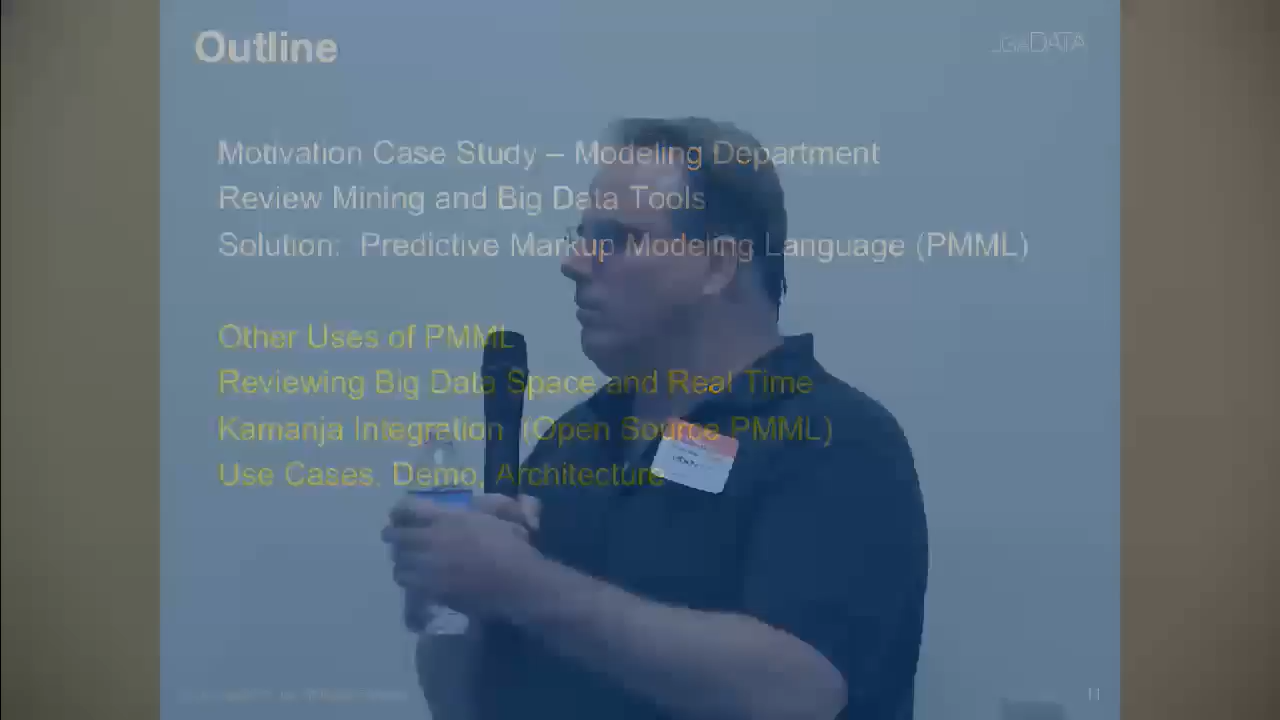 Outline
Motivation Case Study – Modeling Department
Review Mining and Big Data Tools
Solution: Predictive Markup Modeling Language (PMML)
Other Uses of PMML
Reviewing Big Data Space and Real Time
Kamanja Integration (Open Source PMML)
Use Cases, Demo, Architecture
11